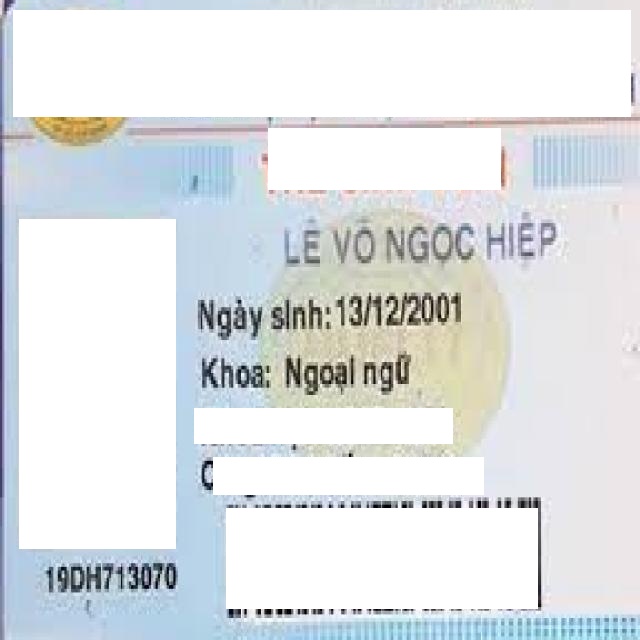 LÊ VÕ NGỌC HIỆP
Ngày sinh: 13/12/2001
Khoa: Ngoại ngữ
19DH713070